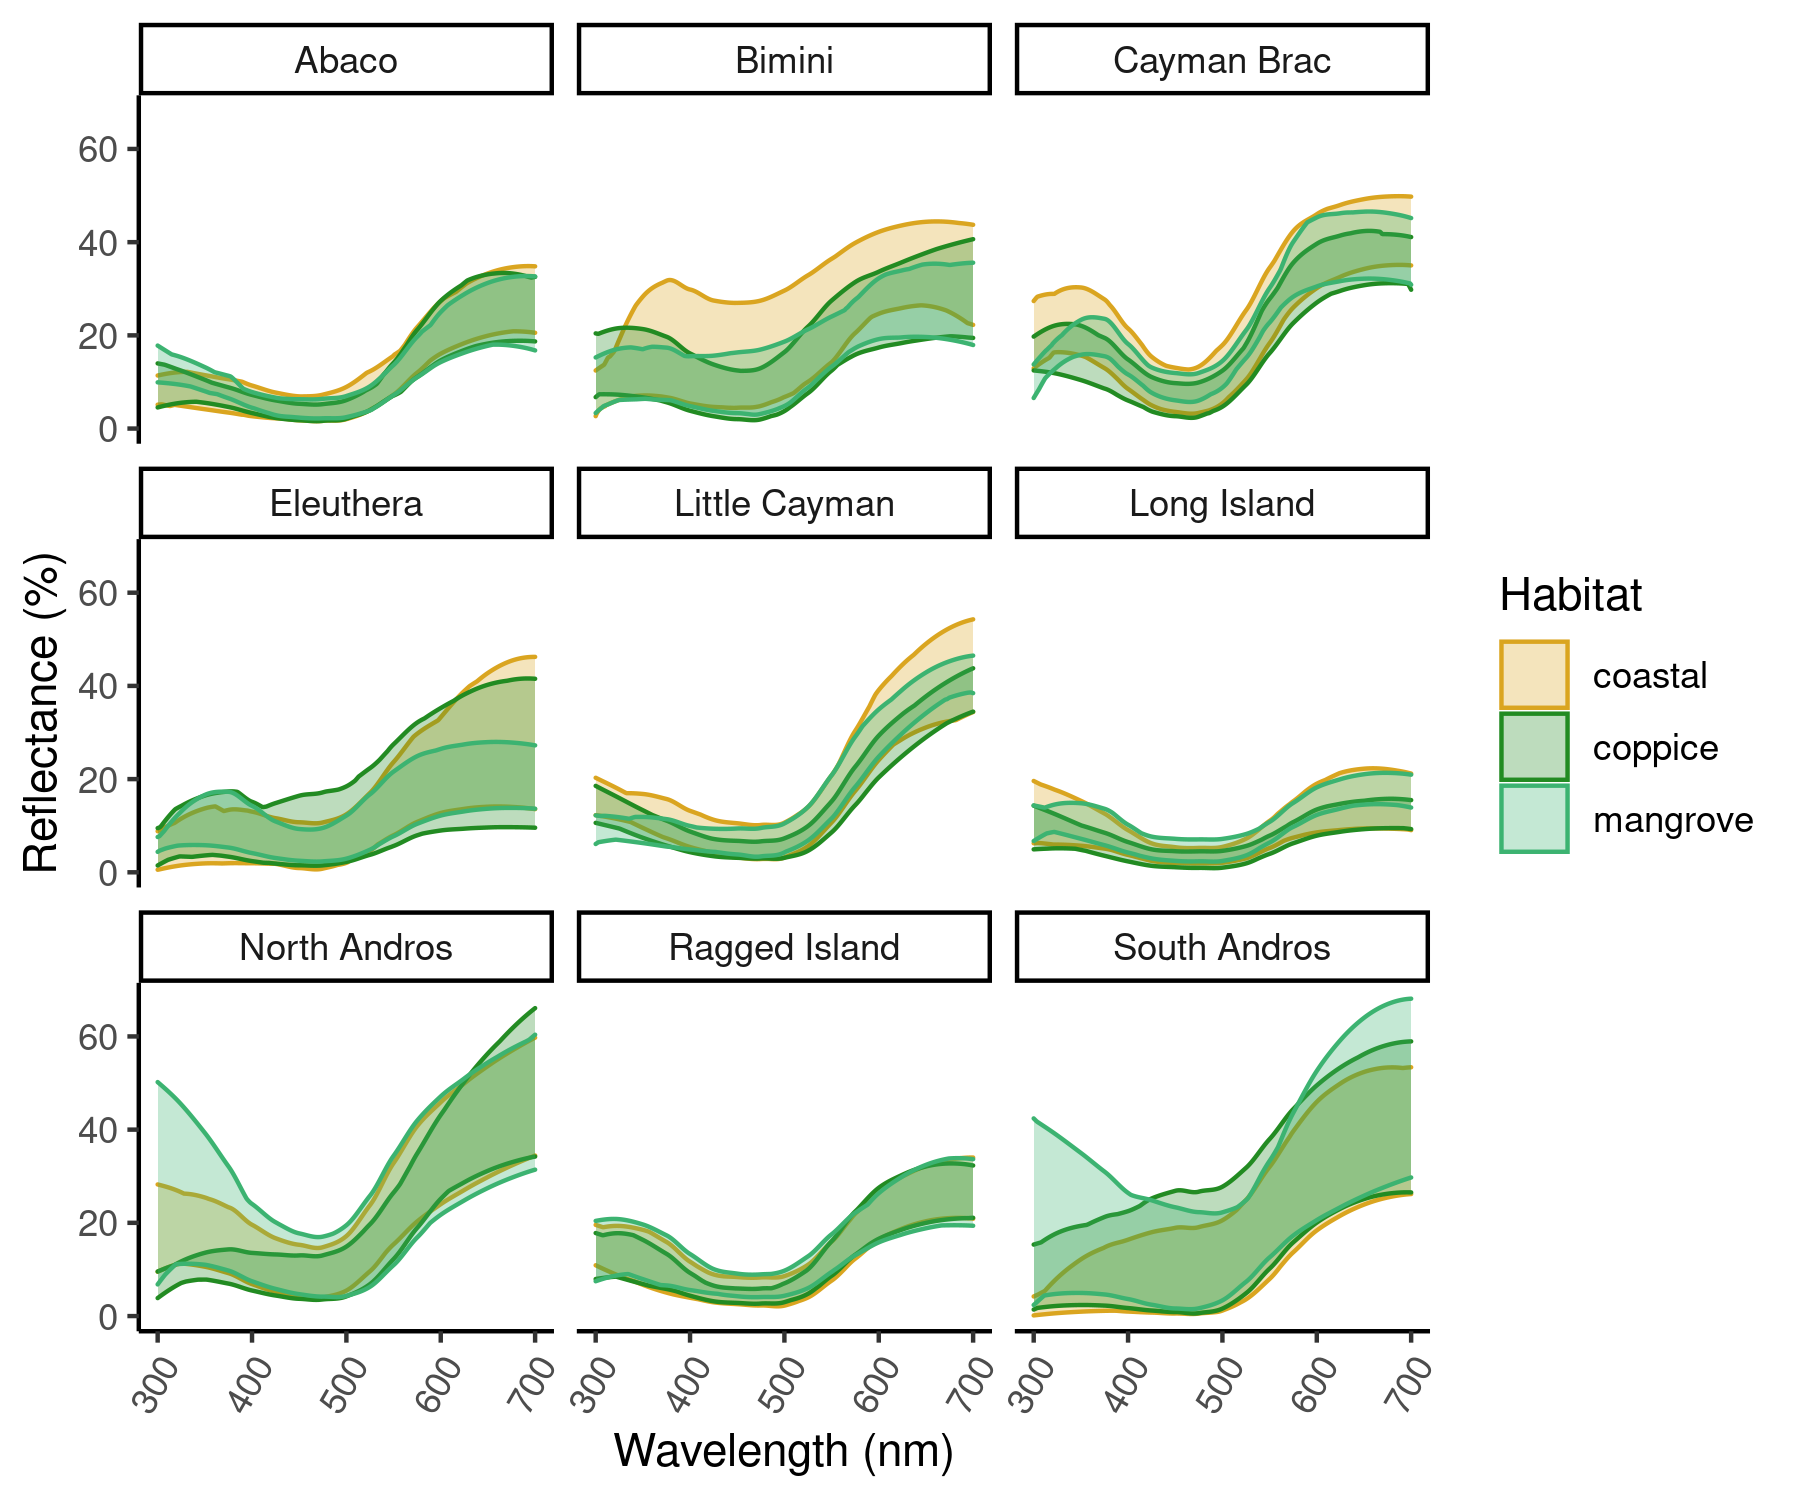 Abaco
Bimini
Cayman Brac
60
40
20
0
Eleuthera
Little Cayman
Long Island
60
40
20
0
Reflectance (%)
Habitat
coastal
coppice
mangrove
North Andros
Ragged Island
South Andros
60
40
20
0
300 400 500 600 700 300 400 500 600 700 300 400 500 600 700
Wavelength (nm)